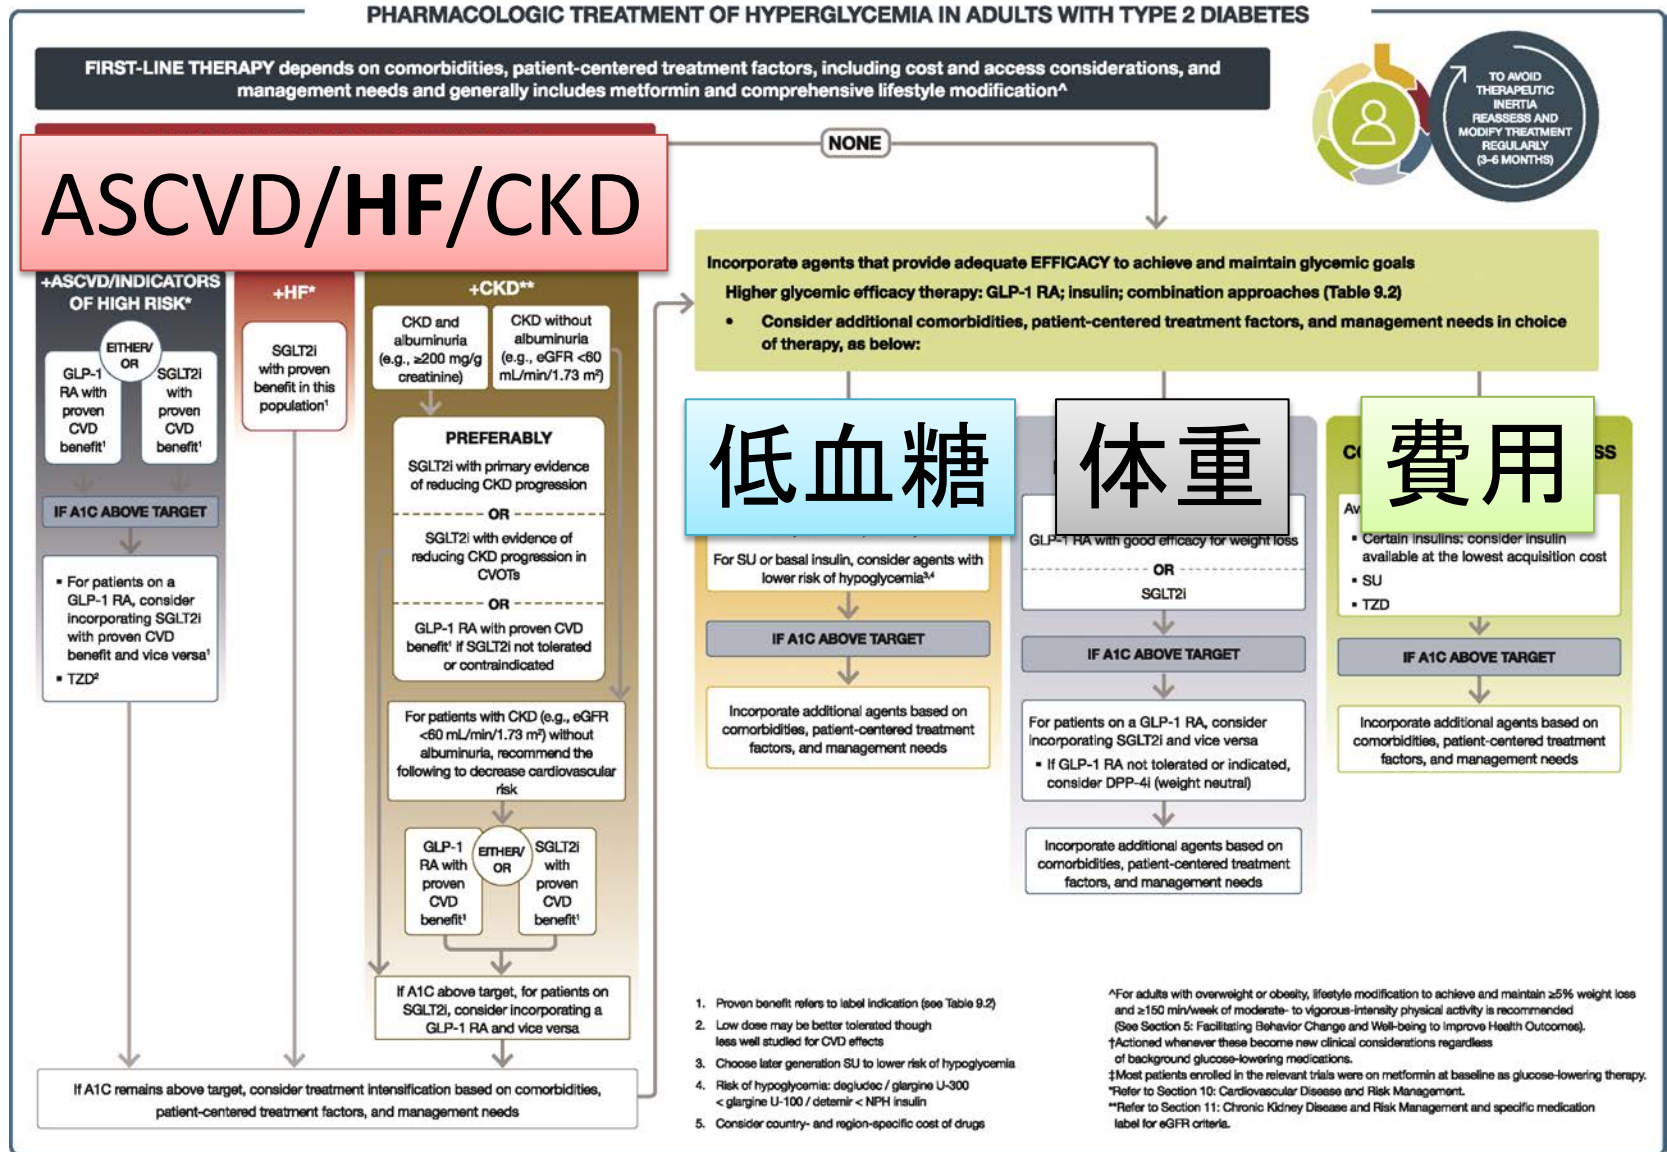 PHARMACOLOGIC TREATMENT OF HYPERGLYCEMIA IN ADULTS WITH TYPE 2 DIABETES
FIRST-LINE THERAPY depends on comorbidities, patient-centered treatment factors, including cost and access considerations, and
management needs and generally includes metformin and comprehensive lifestyle modification^
TO AVOID
THERAPEUTIC
INERTIA
REASSESS AND
MODIFY TREATMENT
REGULARLY
(3–6 MONTHS)
NONE
ASCVD/HF/CKD
+ASCVD/INDICATORS
OF HIGH RISK*
EITHER/
OR
GLP-1
RA with
proven
CVD
benefit¹
SGLT2i
with
proven
CVD
benefit¹
IF A1C ABOVE TARGET
▪ For patients on a
GLP-1 RA, consider
incorporating SGLT2i
with proven CVD
benefit and vice versa¹
▪ TZD²
+HF*
SGLT2i
with proven
benefit in this
population¹
+CKD**
CKD and
albuminuria
(e.g., ≥200 mg/g
creatinine)
CKD without
albuminuria
(e.g., eGFR <60
mL/min/1.73 m²)
PREFERABLY
SGLT2i with primary evidence
of reducing CKD progression
OR
SGLT2i with evidence of
reducing CKD progression in
CVOTs
OR
GLP-1 RA with proven CVD
benefit¹ if SGLT2i not tolerated
or contraindicated
For patients with CKD (e.g., eGFR
<60 mL/min/1.73 m²) without
albuminuria, recommend the
following to decrease cardiovascular
risk
GLP-1
RA with
proven
CVD
benefit¹
EITHER/
OR
SGLT2i
with
proven
CVD
benefit¹
If A1C above target, for patients on
SGLT2i, consider incorporating a
GLP-1 RA and vice versa
If A1C remains above target, consider treatment intensification based on comorbidities,
patient-centered treatment factors, and management needs
Incorporate agents that provide adequate EFFICACY to achieve and maintain glycemic goals
Higher glycemic efficacy therapy: GLP-1 RA; insulin; combination approaches (Table 9.2)
• Consider additional comorbidities, patient-centered treatment factors, and management needs in choice
of therapy, as below:
低血糖
For SU or basal insulin, consider agents with
lower risk of hypoglycemia³,⁴
IF A1C ABOVE TARGET
Incorporate additional agents based on
comorbidities, patient-centered treatment
factors, and management needs
体重
GLP-1 RA with good efficacy for weight loss
OR
SGLT2i
IF A1C ABOVE TARGET
For patients on a GLP-1 RA, consider
incorporating SGLT2i and vice versa
▪ If GLP-1 RA not tolerated or indicated,
consider DPP-4i (weight neutral)
Incorporate additional agents based on
comorbidities, patient-centered treatment
factors, and management needs
費用
▪ Certain insulins: consider insulin
available at the lowest acquisition cost
▪ SU
▪ TZD
IF A1C ABOVE TARGET
Incorporate additional agents based on
comorbidities, patient-centered treatment
factors, and management needs
1. Proven benefit refers to label indication (see Table 9.2)
2. Low dose may be better tolerated though
less well studied for CVD effects
3. Choose later generation SU to lower risk of hypoglycemia
4. Risk of hypoglycemia: degludec / glargine U-300
< glargine U-100 / detemir < NPH insulin
5. Consider country- and region-specific cost of drugs
^For adults with overweight or obesity, lifestyle modification to achieve and maintain ≥5% weight loss
and ≥150 min/week of moderate- to vigorous-intensity physical activity is recommended
(See Section 5: Facilitating Behavior Change and Well-being to Improve Health Outcomes).
†Actioned whenever these become new clinical considerations regardless
of background glucose-lowering medications.
‡Most patients enrolled in the relevant trials were on metformin at baseline as glucose-lowering therapy.
*Refer to Section 10: Cardiovascular Disease and Risk Management.
**Refer to Section 11: Chronic Kidney Disease and Risk Management and specific medication
label for eGFR criteria.